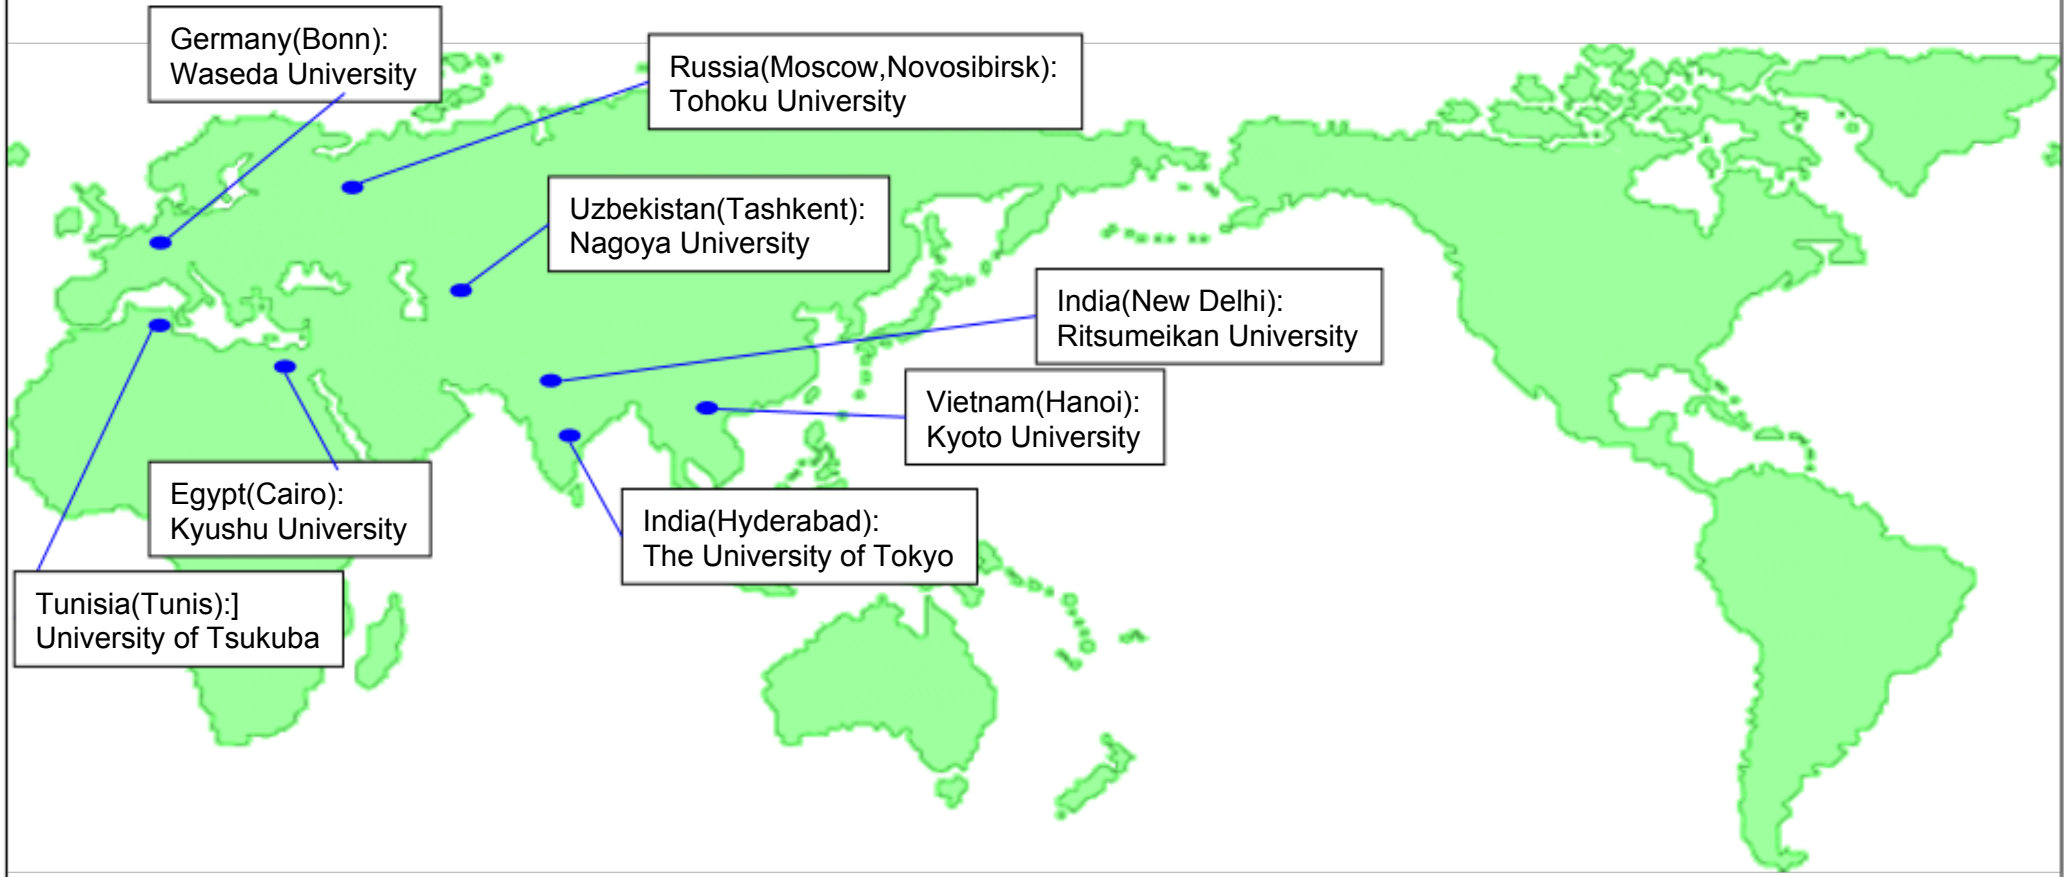 Germany(Bonn):
Waseda University
Russia(Moscow,Novosibirsk):
Tohoku University
Uzbekistan(Tashkent):
Nagoya University
India(New Delhi):
Ritsumeikan University
Vietnam(Hanoi):
Kyoto University
Egypt(Cairo):
Kyushu University
India(Hyderabad):
The University of Tokyo
Tunisia(Tunis):]
University of Tsukuba